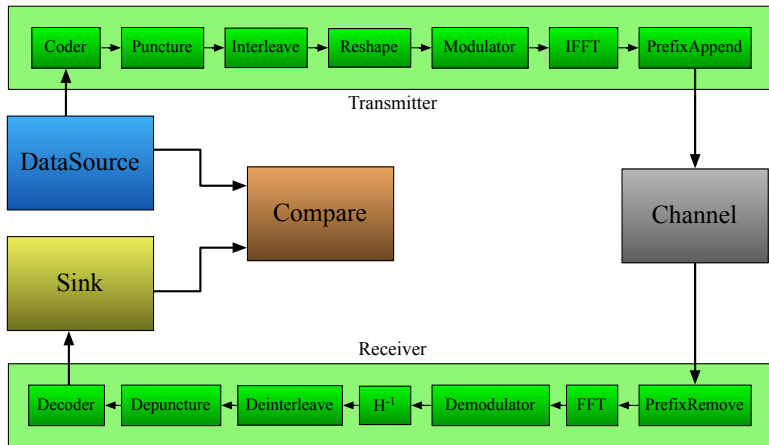 Coder
Puncture
Interleave
Reshape
Modulator
IFFT
PrefixAppend
Transmitter
DataSource
Compare
Channel
Sink
Receiver
Decoder
Depuncture
Deinterleave
H⁻¹
Demodulator
FFT
PrefixRemove